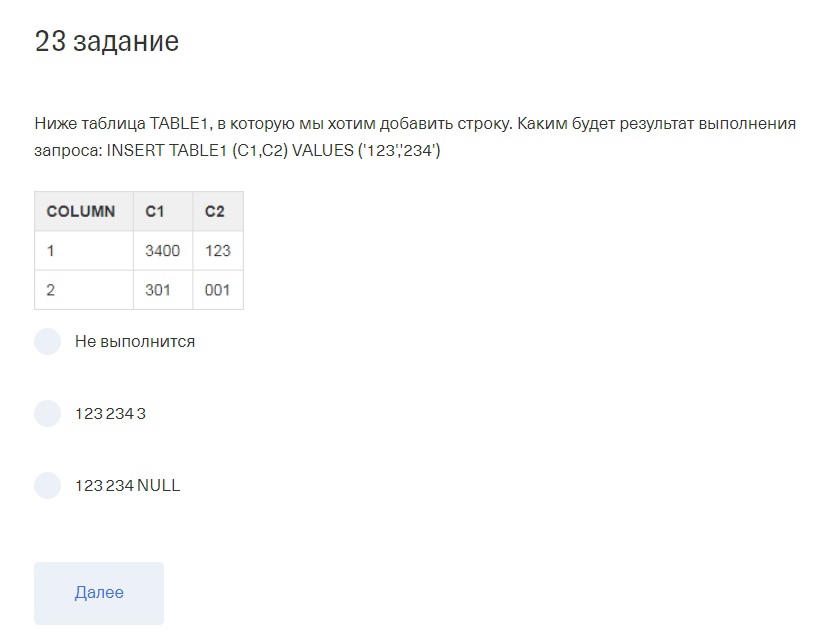 23 задание
Ниже таблица TABLE1, в которую мы хотим добавить строку. Каким будет результат выполнения
запроса: INSERT TABLE1 (C1,C2) VALUES ('123','234')
COLUMN C1 C2
1 3400 123
2 301 001
Не выполнится
123 234 3
123 234 NULL
Далее